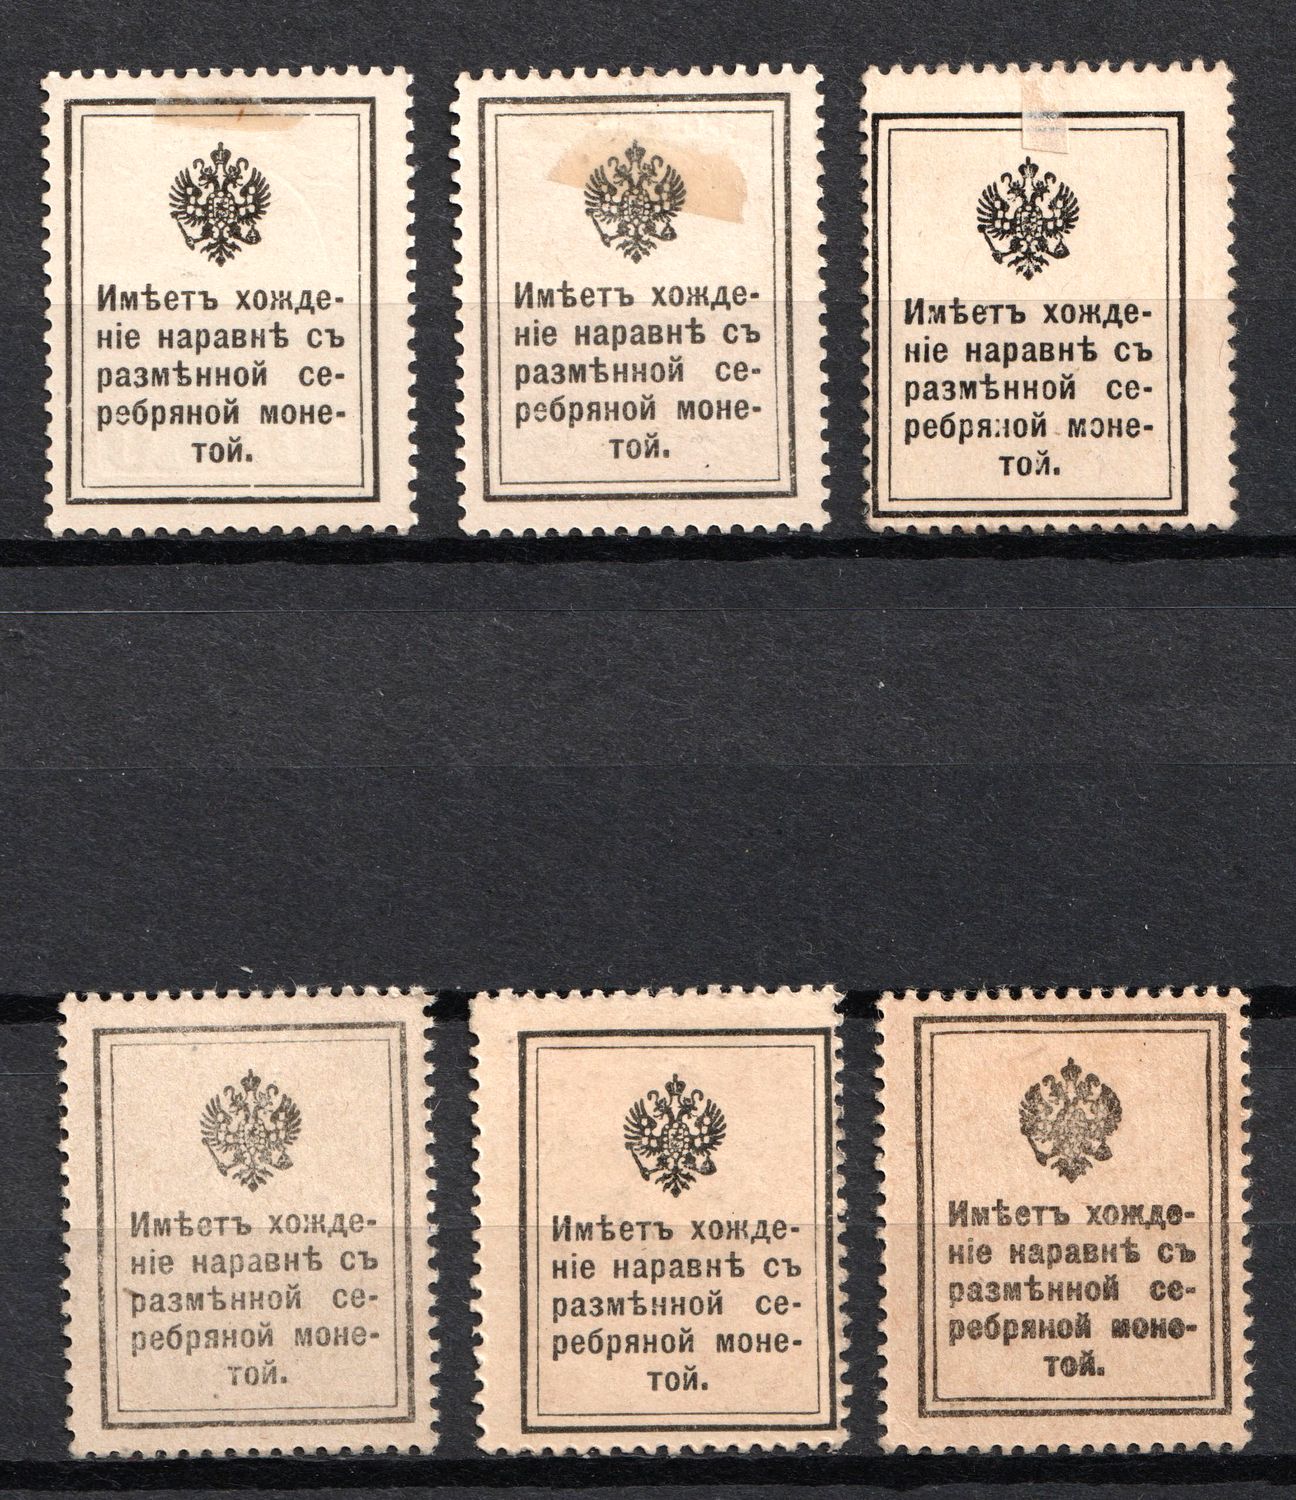 Имѣетъ хожде-
ніе наравнѣ съ
размѣнной се-
ребряной моне-
той.
Имѣетъ хожде-
ніе наравнѣ съ
размѣнной се-
ребряной моне-
той.
Имѣетъ хожде-
ніе наравнѣ съ
размѣнной се-
ребряной моне-
той.
Имѣетъ хожде-
ніе наравнѣ съ
размѣнной се-
ребряной моне-
той.
Имѣетъ хожде-
ніе наравнѣ съ
размѣнной се-
ребряной моне-
той.
Имѣетъ хожде-
ніе наравнѣ съ
размѣнной се-
ребряной моне-
той.